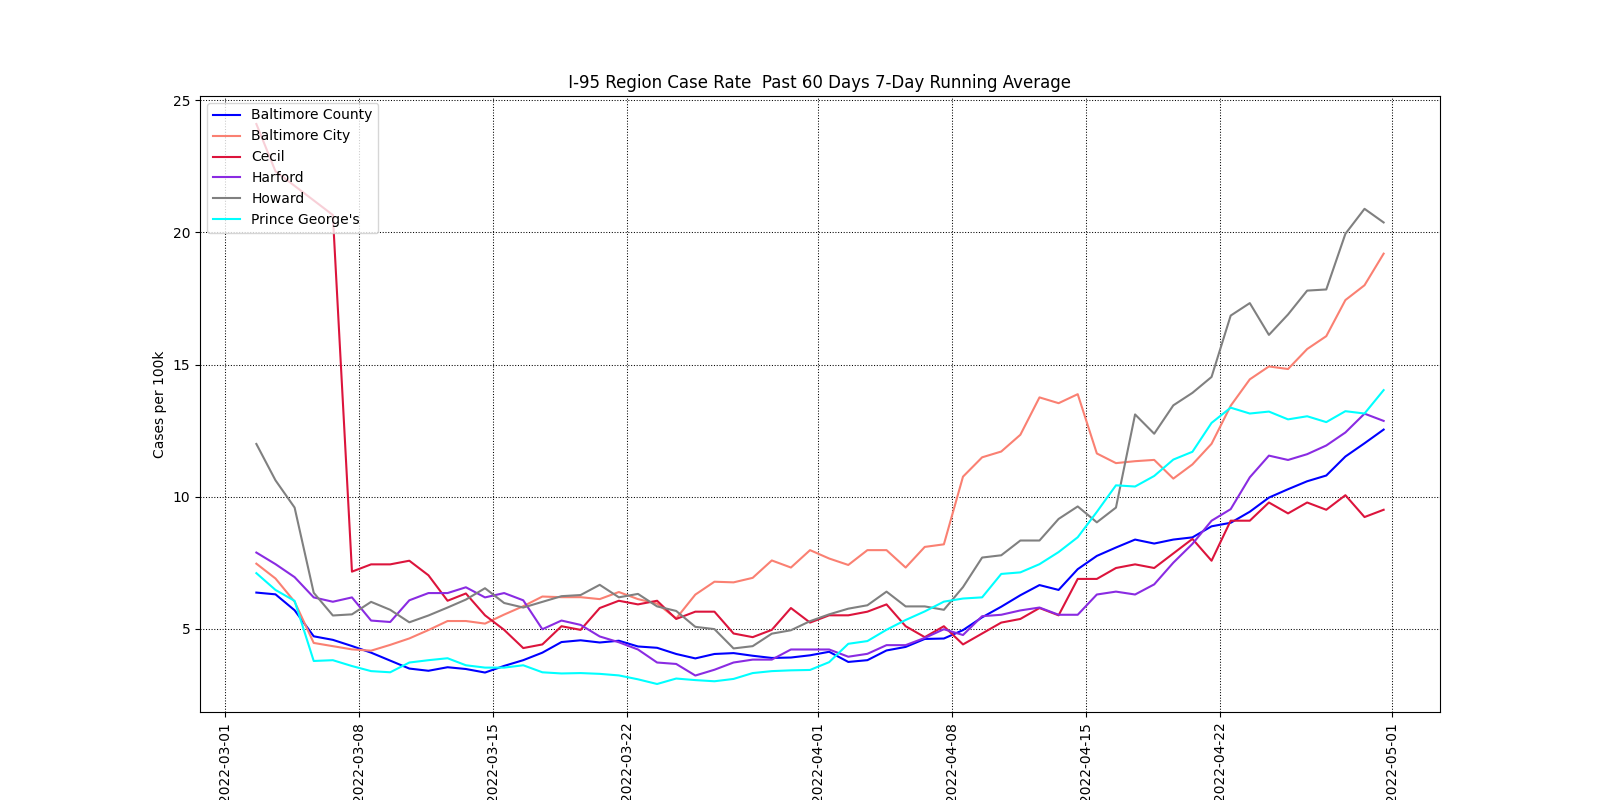 I-95 Region Case Rate  Past 60 Days 7-Day Running Average
25
20
15
10
5
Cases per 100k
Baltimore County
Baltimore City
Cecil
Harford
Howard
Prince George's
2022-03-01
2022-03-08
2022-03-15
2022-03-22
2022-04-01
2022-04-08
2022-04-15
2022-04-22
2022-05-01